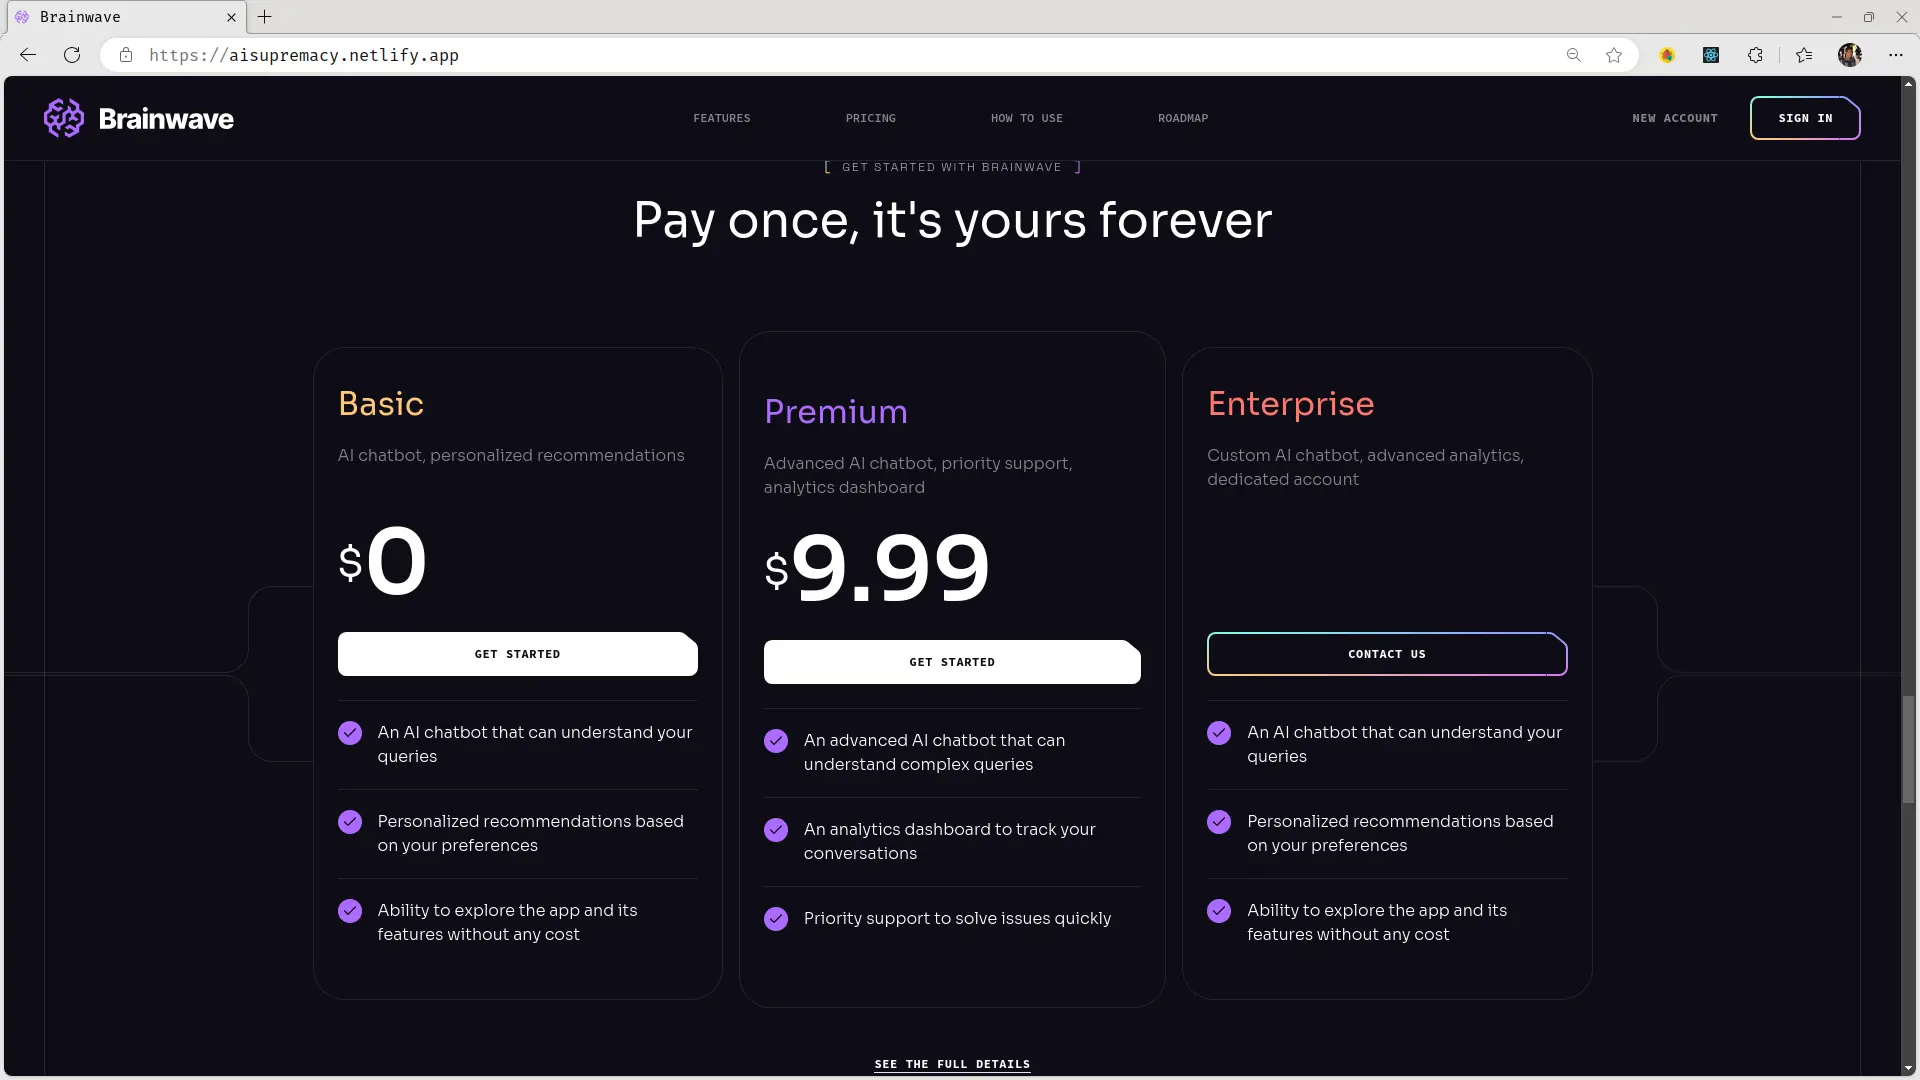 Brainwave
https://aisupremacy.netlify.app
Brainwave
FEATURES
PRICING
HOW TO USE
ROADMAP
NEW ACCOUNT
SIGN IN
[ GET STARTED WITH BRAINWAVE ]
Pay once, it's yours forever
Basic
AI chatbot, personalized recommendations
$0
GET STARTED
An AI chatbot that can understand your
queries
Personalized recommendations based
on your preferences
Ability to explore the app and its
features without any cost
Premium
Advanced AI chatbot, priority support,
analytics dashboard
$9.99
GET STARTED
An advanced AI chatbot that can
understand complex queries
An analytics dashboard to track your
conversations
Priority support to solve issues quickly
Enterprise
Custom AI chatbot, advanced analytics,
dedicated account
CONTACT US
An AI chatbot that can understand your
queries
Personalized recommendations based
on your preferences
Ability to explore the app and its
features without any cost
SEE THE FULL DETAILS